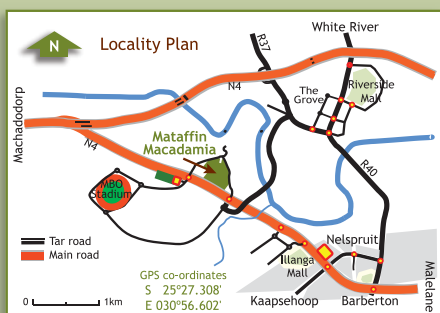 N
Locality Plan
White River
R37
N4
The
Grove
Riverside
Mall
Machadodorp
N4
Mataffin
Macadamia
R40
MBO
Stadium
Tar road
Main road
Nelspruit
Illanga
Mall
GPS co-ordinates
S 25°27.308'
E 030°56.602'
0 1km
Kaapsehoop
Barberton
Malelane